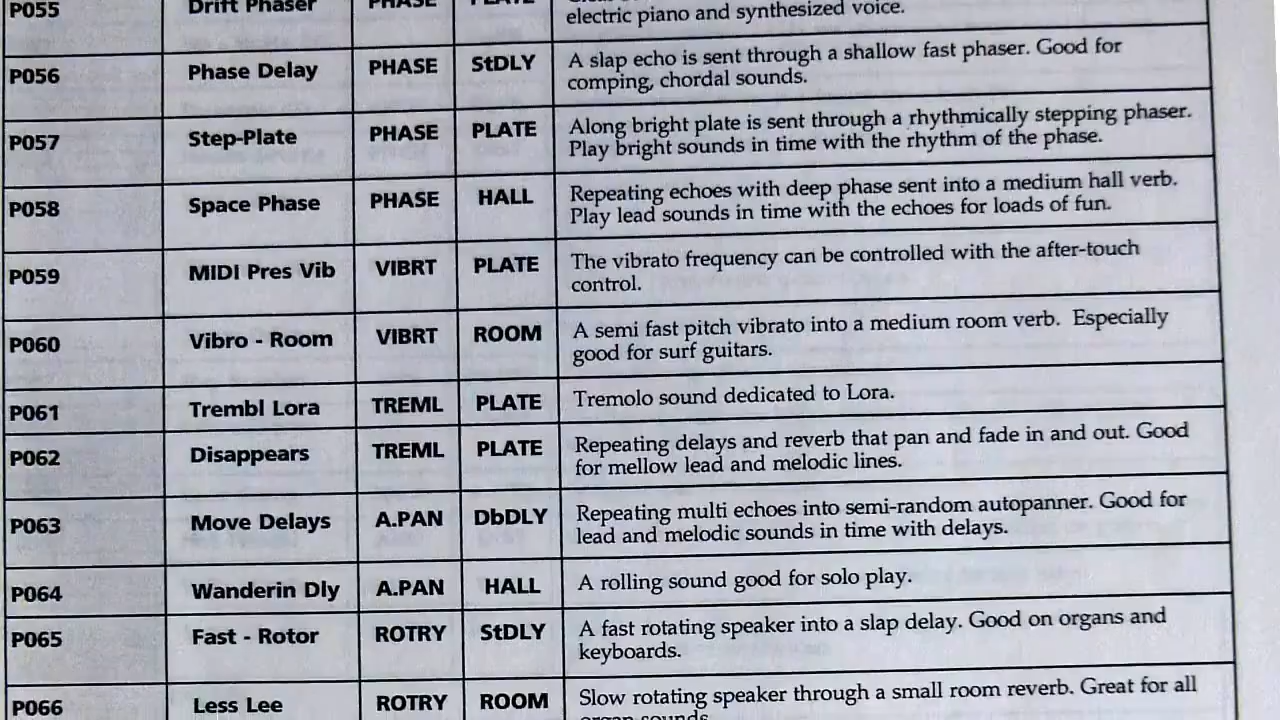 P055 Drift Phaser PHASE PLATE
electric piano and synthesized voice.
P056 Phase Delay PHASE StDLY A slap echo is sent through a shallow fast phaser. Good for
comping, chordal sounds.
P057 Step-Plate PHASE PLATE Along bright plate is sent through a rhythmically stepping phaser.
Play bright sounds in time with the rhythm of the phase.
P058 Space Phase PHASE HALL Repeating echoes with deep phase sent into a medium hall verb.
Play lead sounds in time with the echoes for loads of fun.
P059 MIDI Pres Vib VIBRT PLATE The vibrato frequency can be controlled with the after-touch
control.
P060 Vibro - Room VIBRT ROOM A semi fast pitch vibrato into a medium room verb. Especially
good for surf guitars.
P061 Trembl Lora TREML PLATE Tremolo sound dedicated to Lora.
P062 Disappears TREML PLATE Repeating delays and reverb that pan and fade in and out. Good
for mellow lead and melodic lines.
P063 Move Delays A.PAN DbDLY Repeating multi echoes into semi-random autopanner. Good for
lead and melodic sounds in time with delays.
P064 Wanderin Dly A.PAN HALL A rolling sound good for solo play.
P065 Fast - Rotor ROTRY StDLY A fast rotating speaker into a slap delay. Good on organs and
keyboards.
P066 Less Lee ROTRY ROOM Slow rotating speaker through a small room reverb. Great for all
organ sounds.